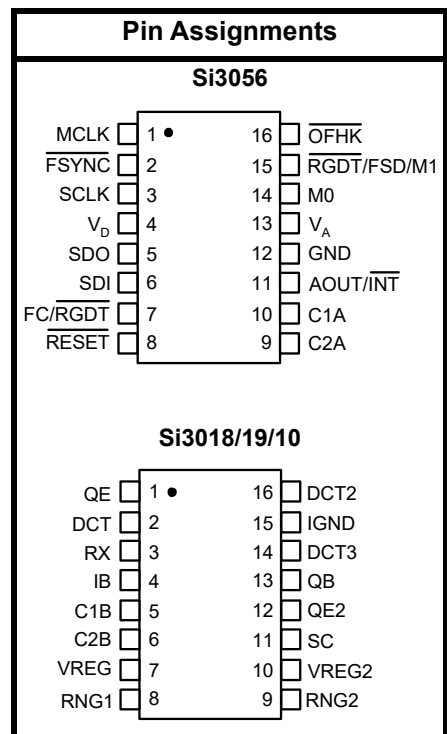 Pin Assignments
Si3056
MCLK 1 16 OFHK
FSYNC 2 15 RGDT/FSD/M1
SCLK 3 14 M0
VD 4 13 VA
SDO 5 12 GND
SDI 6 11 AOUT/INT
FC/RGDT 7 10 C1A
RESET 8 9 C2A
Si3018/19/10
QE 1 16 DCT2
DCT 2 15 IGND
RX 3 14 DCT3
IB 4 13 QB
C1B 5 12 QE2
C2B 6 11 SC
VREG 7 10 VREG2
RNG1 8 9 RNG2